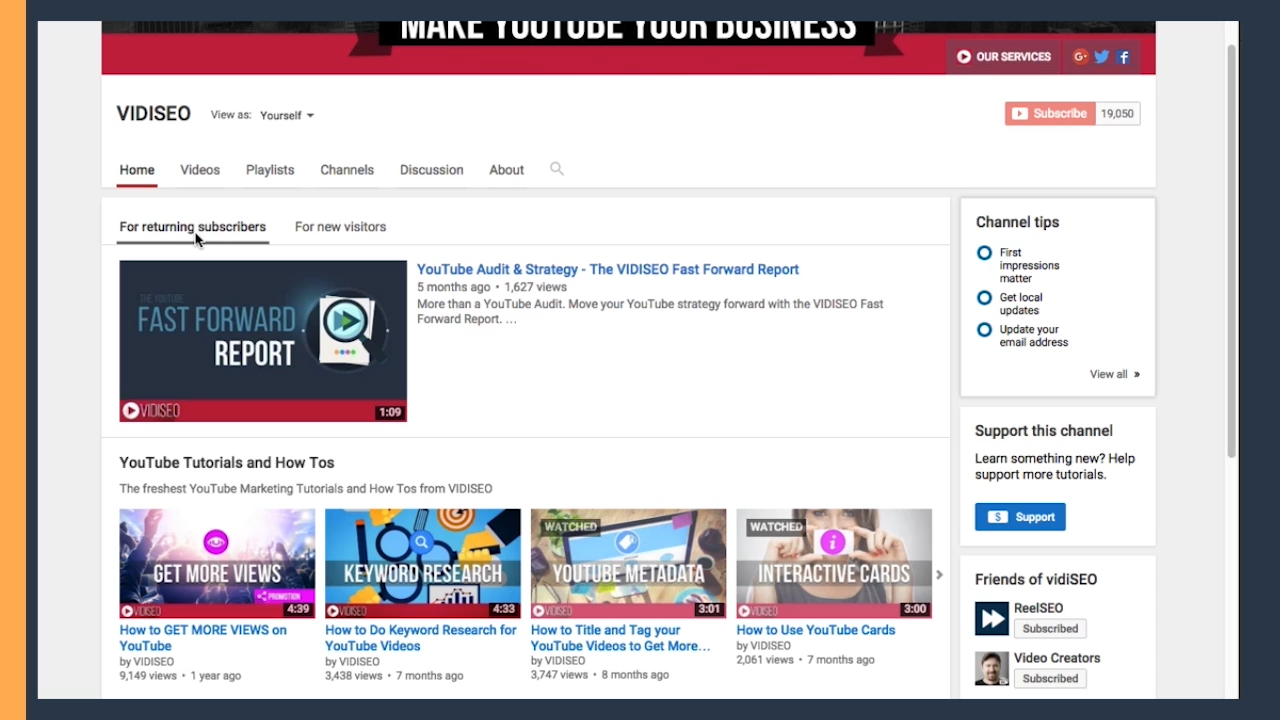 MAKE YOUTUBE YOUR BUSINESS
OUR SERVICES
VIDISEO
View as: Yourself
Subscribe 19,050
Home Videos Playlists Channels Discussion About
For returning subscribers For new visitors
THE YOUTUBE
FAST FORWARD
REPORT
VIDISEO
1:09
YouTube Audit & Strategy - The VIDISEO Fast Forward Report
5 months ago • 1,627 views
More than a YouTube Audit. Move your YouTube strategy forward with the VIDISEO Fast
Forward Report. ...
YouTube Tutorials and How Tos
The freshest YouTube Marketing Tutorials and How Tos from VIDISEO
GET MORE VIEWS
PROMOTION
VIDISEO
4:39
How to GET MORE VIEWS on
YouTube
by VIDISEO
9,149 views • 1 year ago
KEYWORD RESEARCH
VIDISEO
4:33
How to Do Keyword Research for
YouTube Videos
by VIDISEO
3,438 views • 7 months ago
WATCHED
YOUTUBE METADATA
VIDISEO
3:01
How to Title and Tag your
YouTube Videos to Get More...
by VIDISEO
3,747 views • 8 months ago
WATCHED
INTERACTIVE CARDS
VIDISEO
3:00
How to Use YouTube Cards
by VIDISEO
2,061 views • 7 months ago
Channel tips
First
impressions
matter
Get local
updates
Update your
email address
View all »
Support this channel
Learn something new? Help
support more tutorials.
$ Support
Friends of vidiSEO
ReelSEO
Subscribed
Video Creators
Subscribed